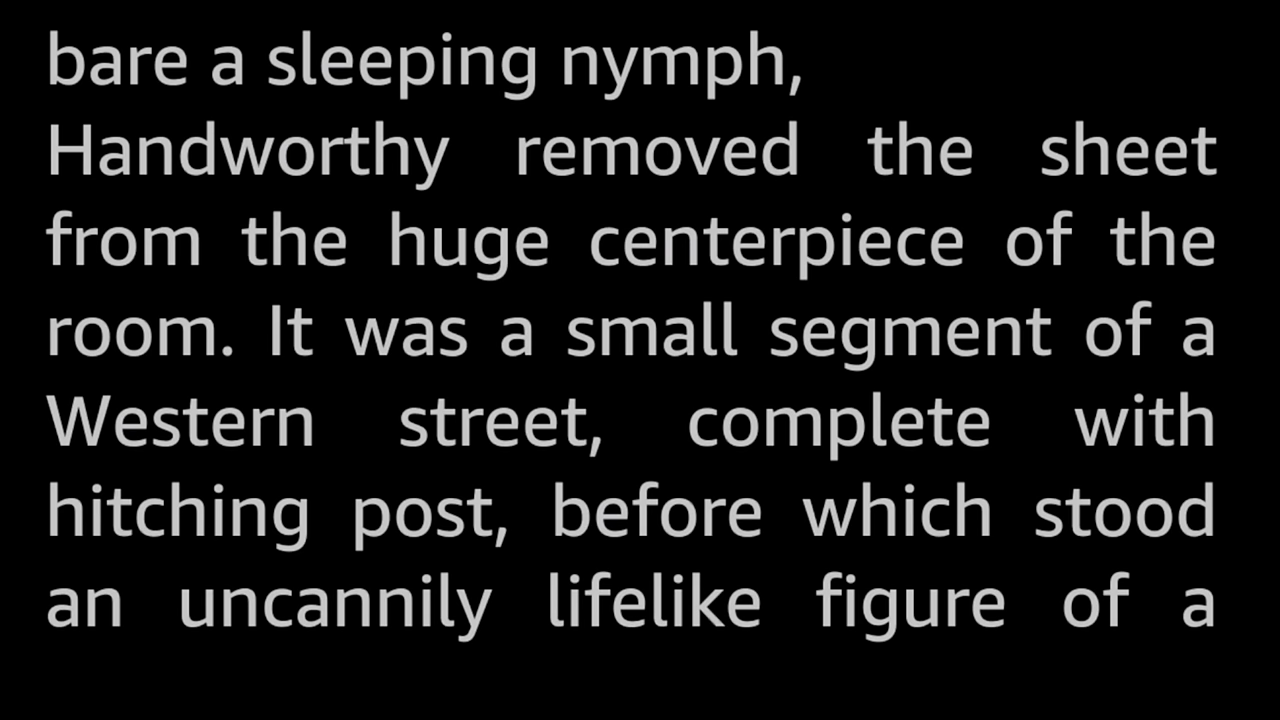 bare a sleeping nymph,
Handworthy removed the sheet
from the huge centerpiece of the
room. It was a small segment of a
Western street, complete with
hitching post, before which stood
an uncannily lifelike figure of a